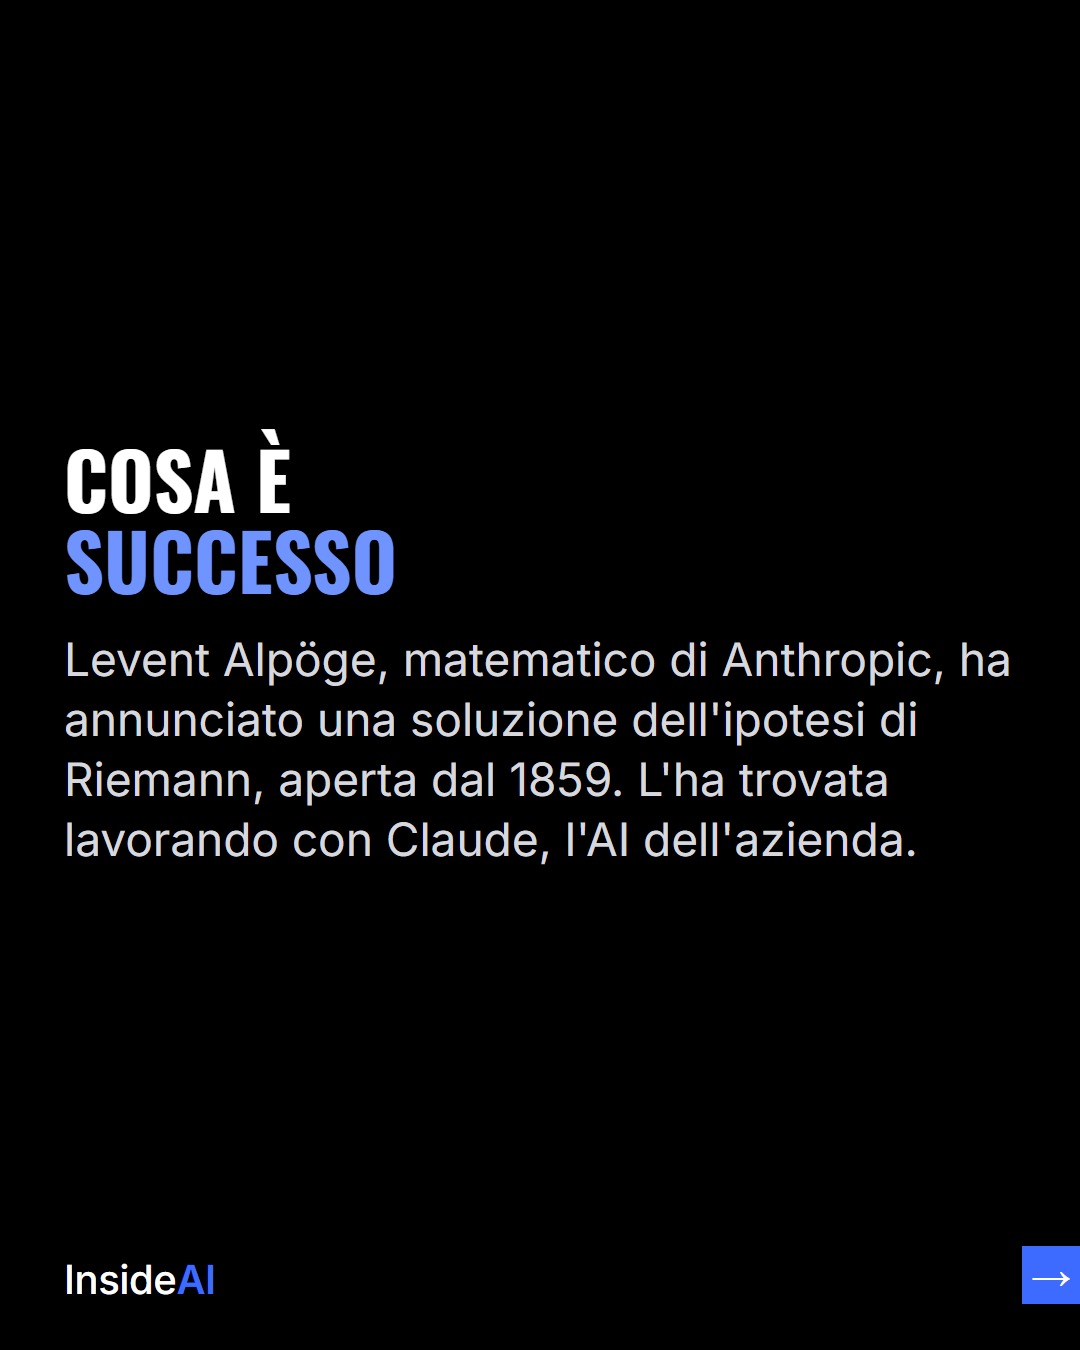 COSA È
SUCCESSO
Levent Alpöge, matematico di Anthropic, ha
annunciato una soluzione dell'ipotesi di
Riemann, aperta dal 1859. L'ha trovata
lavorando con Claude, l'AI dell'azienda.
InsideAI
→